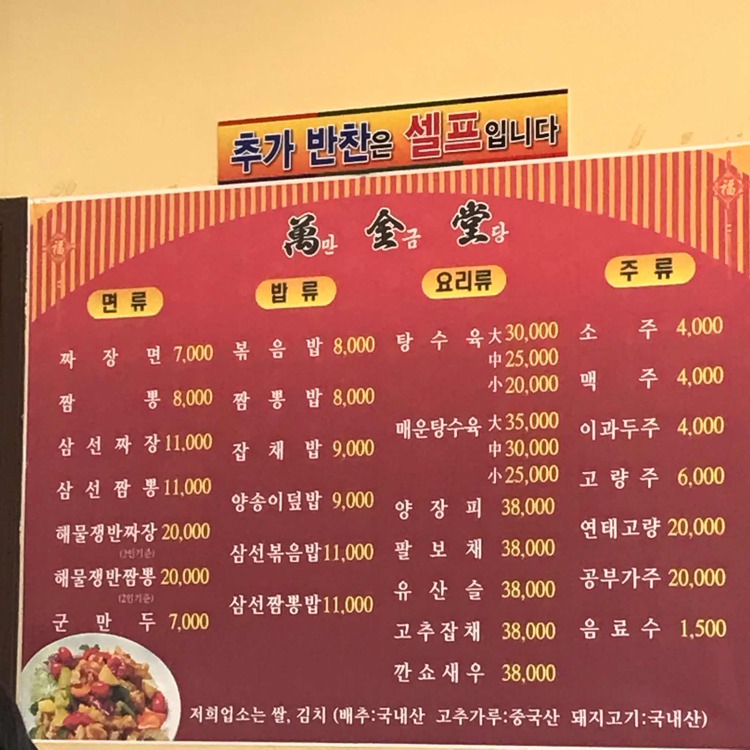 추가 반찬은 셀프입니다
福 福
萬만 金금 堂당
면 류
짜 장 면 7,000
짬 뽕 8,000
삼 선 짜 장 11,000
삼 선 짬 뽕 11,000
해물쟁반짜장 20,000
(2인기준)
해물쟁반짬뽕 20,000
(2인기준)
군 만 두 7,000
밥 류
볶 음 밥 8,000
짬 뽕 밥 8,000
잡 채 밥 9,000
양송이덮밥 9,000
삼선볶음밥 11,000
삼선짬뽕밥 11,000
요리류
탕 수 육 大 30,000
中 25,000
小 20,000
매운탕수육 大 35,000
中 30,000
小 25,000
양 장 피 38,000
팔 보 채 38,000
유 산 슬 38,000
고추잡채 38,000
깐쇼새우 38,000
주 류
소 주 4,000
맥 주 4,000
이과두주 4,000
고 량 주 6,000
연태고량 20,000
공부가주 20,000
음 료 수 1,500
저희업소는 쌀, 김치 (배추:국내산 고추가루:중국산 돼지고기:국내산)